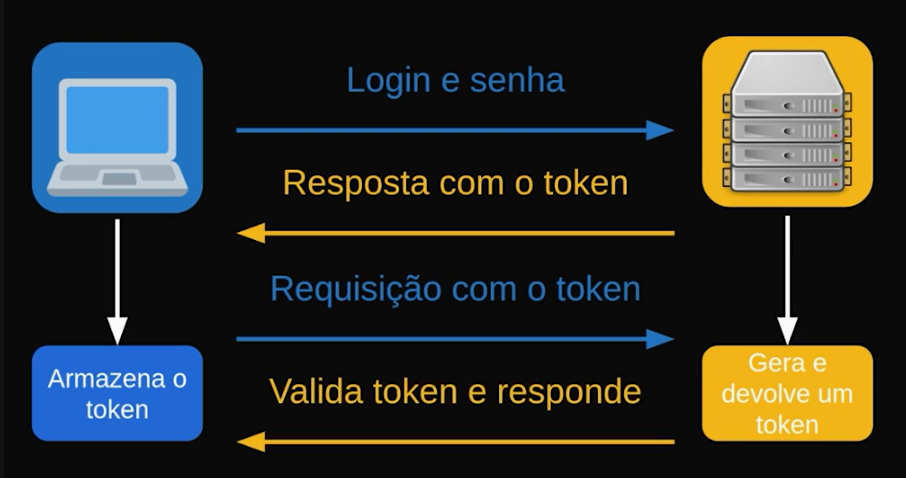 Login e senha
Resposta com o token
Requisição com o token
Valida token e responde
Armazena o
token
Gera e
devolve um
token